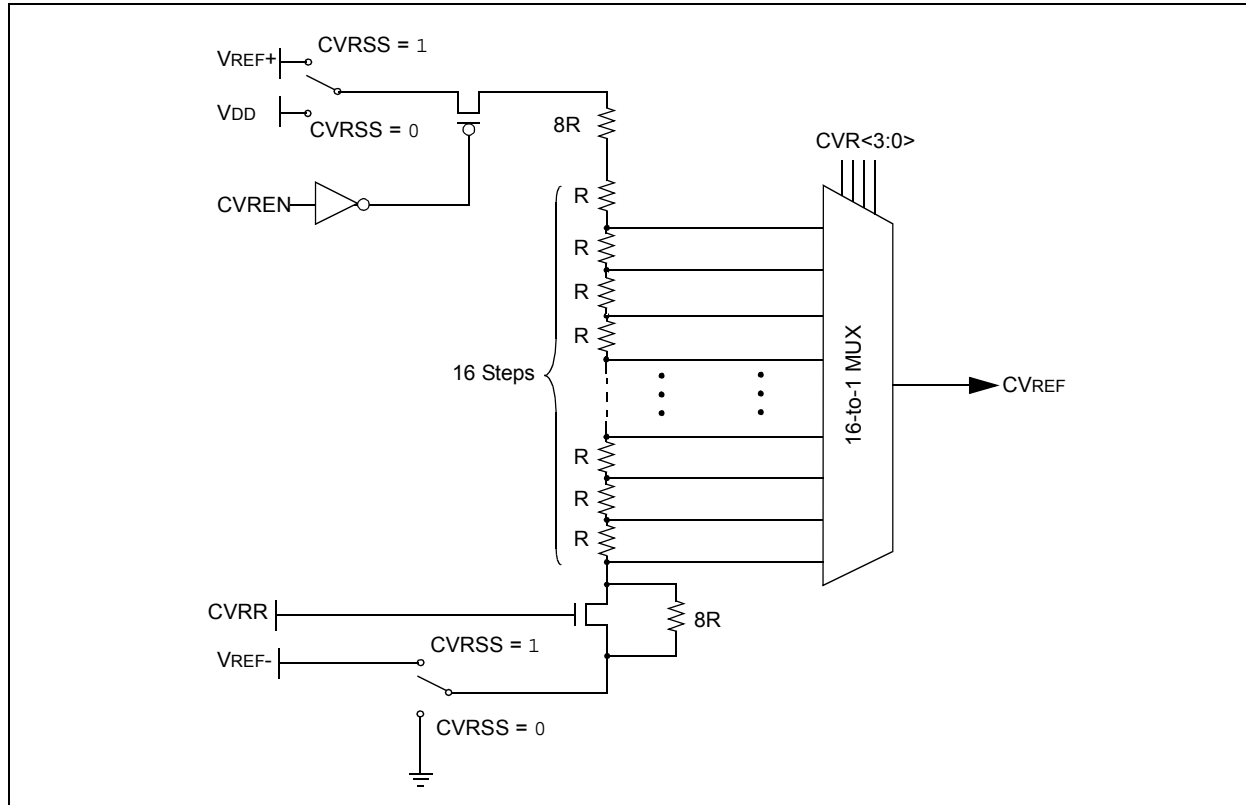 CVRSS = 1
VREF+
VDD
CVRSS = 0
8R
CVR<3:0>
CVREN
R
R
R
R
16 Steps
16-to-1 MUX
CVREF
R
R
R
CVRR
8R
CVRSS = 1
VREF-
CVRSS = 0